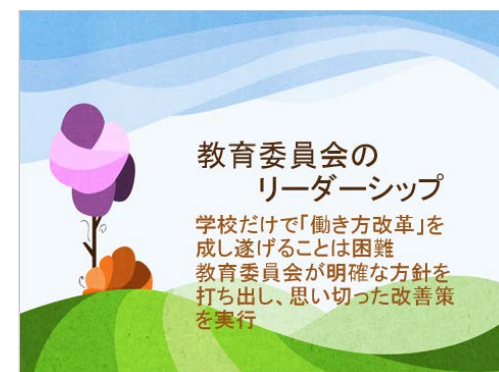 教育委員会の
リーダーシップ
学校だけで「働き方改革」を
成し遂げることは困難
教育委員会が明確な方針を
打ち出し、思い切った改善策
を実行